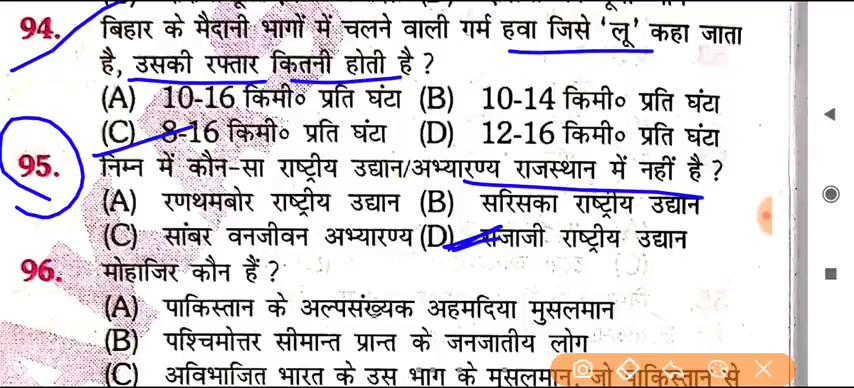 94. बिहार के मैदानी भागों में चलने वाली गर्म हवा जिसे 'लू' कहा जाता
है, उसकी रफ्तार कितनी होती है ?
(A) 10-16 किमी० प्रति घंटा (B) 10-14 किमी० प्रति घंटा
(C) 8-16 किमी० प्रति घंटा (D) 12-16 किमी० प्रति घंटा
95. निम्न में कौन-सा राष्ट्रीय उद्यान/अभ्यारण्य राजस्थान में नहीं है ?
(A) रणथमबोर राष्ट्रीय उद्यान (B) सरिसका राष्ट्रीय उद्यान
(C) सांबर वनजीवन अभ्यारण्य (D) राजाजी राष्ट्रीय उद्यान
96. मोहाजिर कौन हैं ?
(A) पाकिस्तान के अल्पसंख्यक अहमदिया मुसलमान
(B) पश्चिमोत्तर सीमान्त प्रान्त के जनजातीय लोग
(C) अविभाजित भारत के उस भाग के मुसलमान, जो पाकिस्तान से